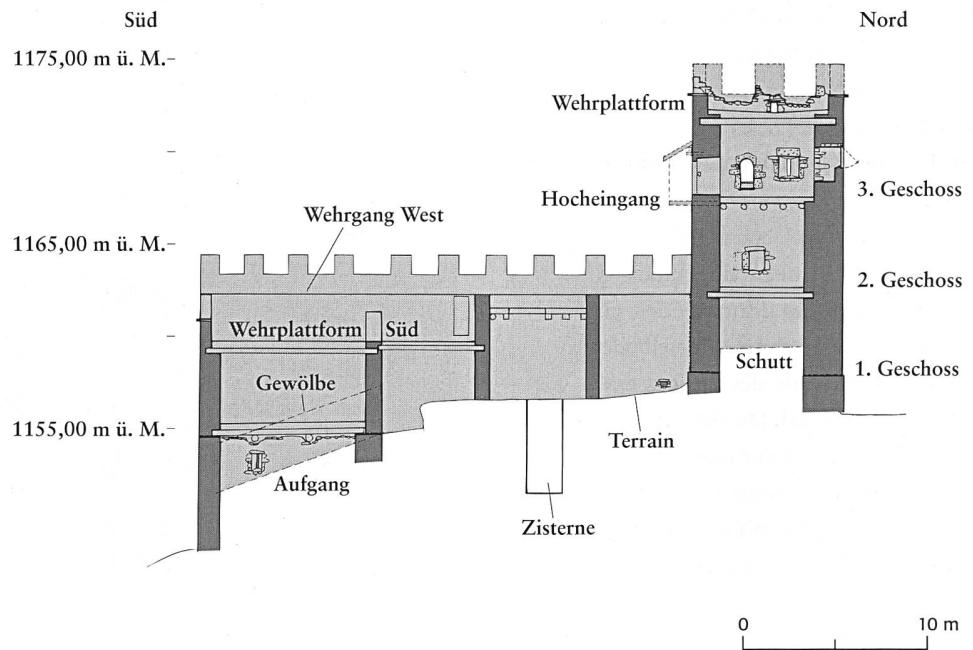 Süd
Nord
1175,00 m ü. M.
Wehrplattform
3. Geschoss
Hocheingang
Wehrgang West
1165,00 m ü. M.
2. Geschoss
Wehrplattform Süd
Schutt
1. Geschoss
Gewölbe
1155,00 m ü. M.
Terrain
Aufgang
Zisterne
0 10 m